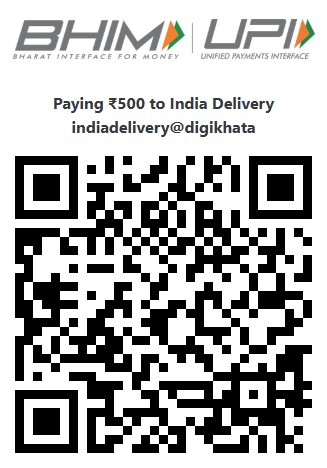 BHIM
BHARAT INTERFACE FOR MONEY
UPI
UNIFIED PAYMENTS INTERFACE
Paying ₹500 to India Delivery
indiadelivery@digikhata